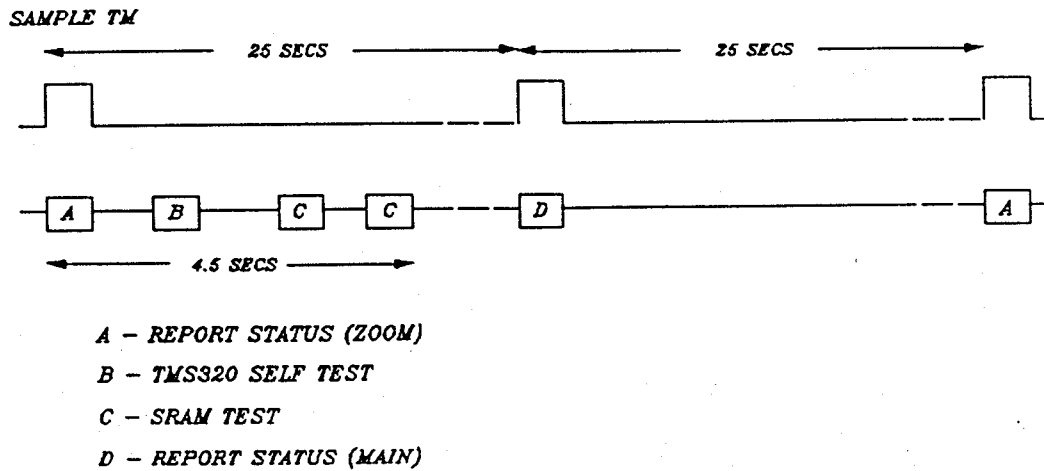 SAMPLE TM
25 SECS 25 SECS
A B C C D A
4.5 SECS
A - REPORT STATUS (ZOOM)
B - TMS320 SELF TEST
C - SRAM TEST
D - REPORT STATUS (MAIN)